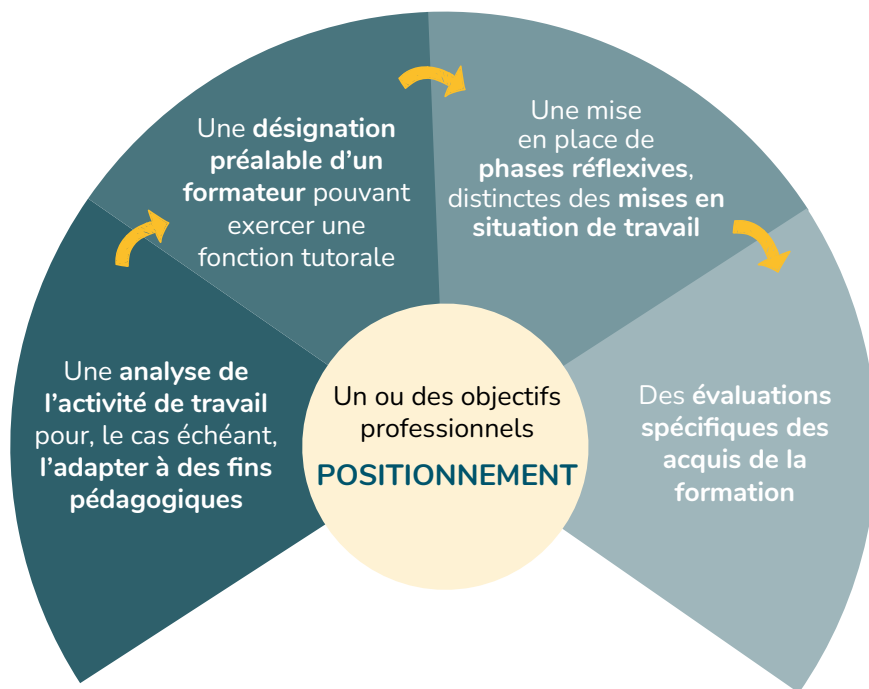 Une analyse de
l’activité de travail
pour, le cas échéant,
l’adapter à des fins
pédagogiques
Une désignation
préalable d’un
formateur pouvant
exercer une
fonction tutorale
Une mise
en place de
phases réflexives,
distinctes des mises en
situation de travail
Des évaluations
spécifiques des
acquis de la
formation
Un ou des objectifs
professionnels
POSITIONNEMENT